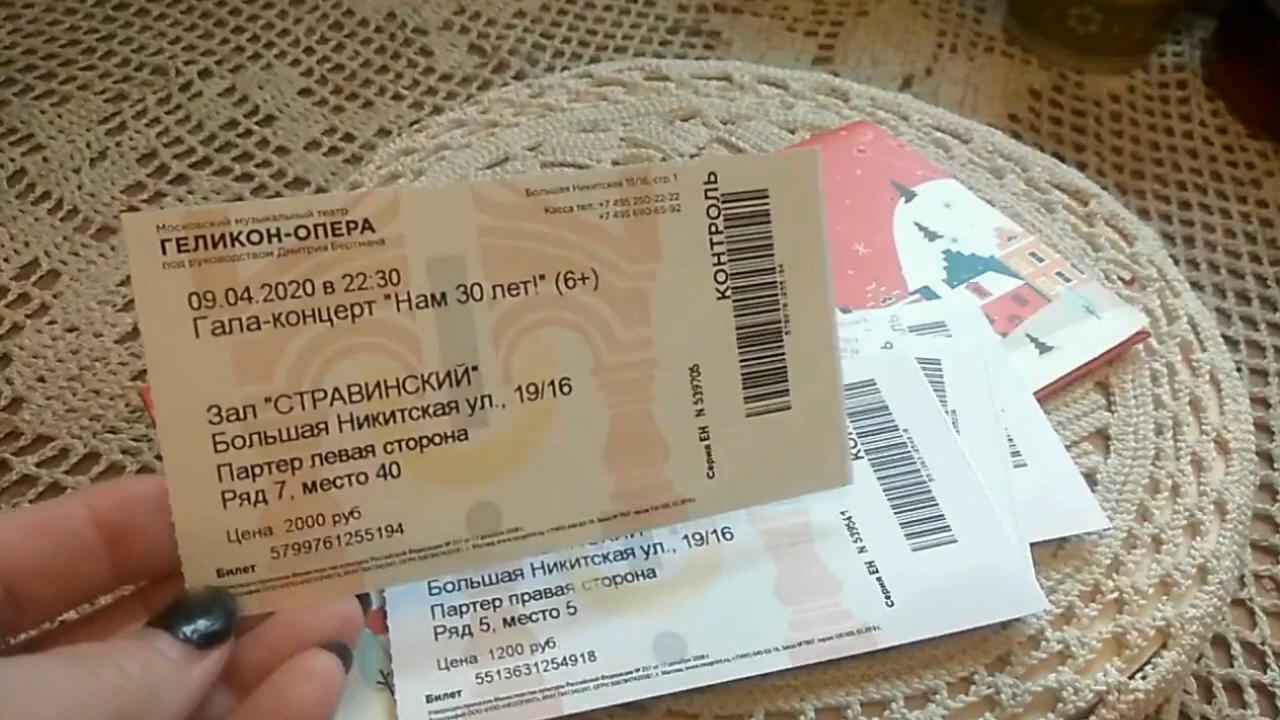 Московский музыкальный театр
ГЕЛИКОН-ОПЕРА
под руководством Дмитрия Бертмана
Большая Никитская 19/16, стр. 1
Касса тел. +7 495 250-22-22
+7 495 690-65-92
09.04.2020 в 22:30
Гала-концерт "Нам 30 лет!" (6+)
Зал "СТРАВИНСКИЙ"
Большая Никитская ул., 19/16
Партер левая сторона
Ряд 7, место 40
Цена 2000 руб.
5799761255194
Билет
КОНТРОЛЬ
Серия ЕН N 539705
Большая Никитская ул., 19/16
Партер правая сторона
Ряд 5, место 5
Цена 1200 руб.
5513631254918
Билет
Серия ЕН N 539541